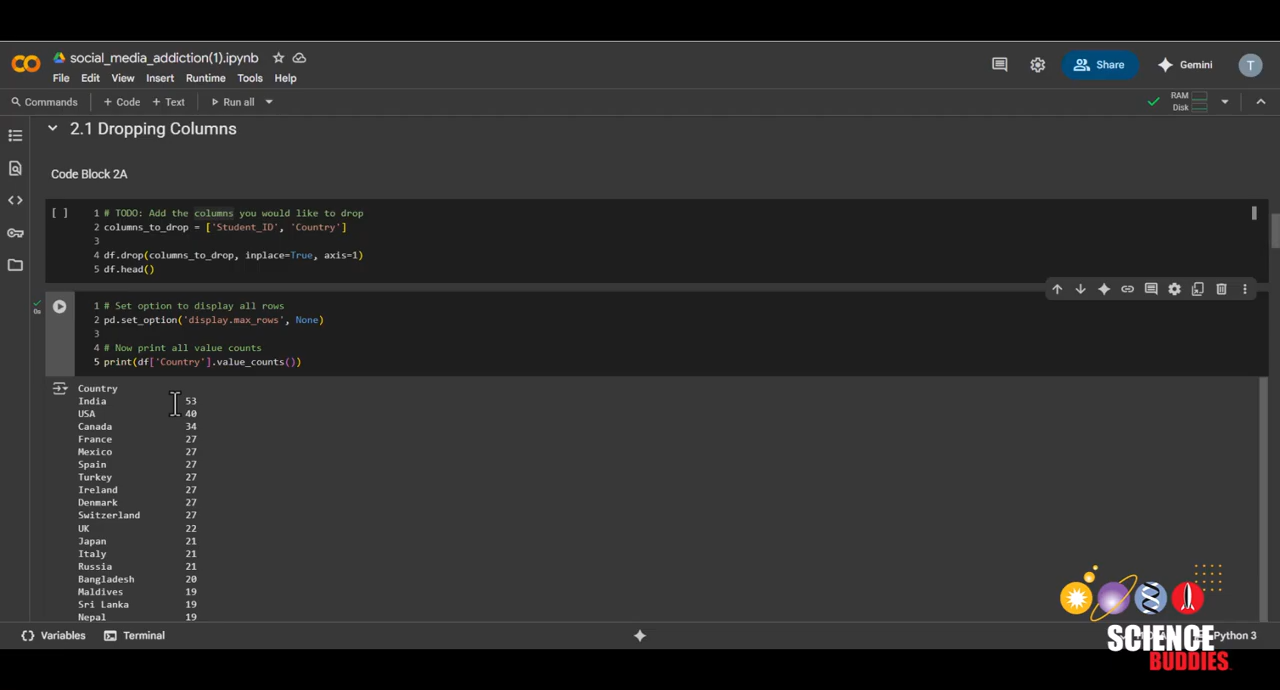 social_media_addiction(1).ipynb
File Edit View Insert Runtime Tools Help
Share
Gemini
T
Commands + Code + Text Run all
RAM
Disk
2.1 Dropping Columns
Code Block 2A
[ ]
1 # TODO: Add the columns you would like to drop
2 columns_to_drop = ['Student_ID', 'Country']
3
4 df.drop(columns_to_drop, inplace=True, axis=1)
5 df.head()
0s
1 # Set option to display all rows
2 pd.set_option('display.max_rows', None)
3
4 # Now print all value counts
5 print(df['Country'].value_counts())
Country
India 53
USA 40
Canada 34
France 27
Mexico 27
Spain 27
Turkey 27
Ireland 27
Denmark 27
Switzerland 27
UK 22
Japan 21
Italy 21
Russia 21
Bangladesh 20
Maldives 19
Sri Lanka 19
Nepal 19
{} Variables Terminal
Python 3
SCIENCE
BUDDIES